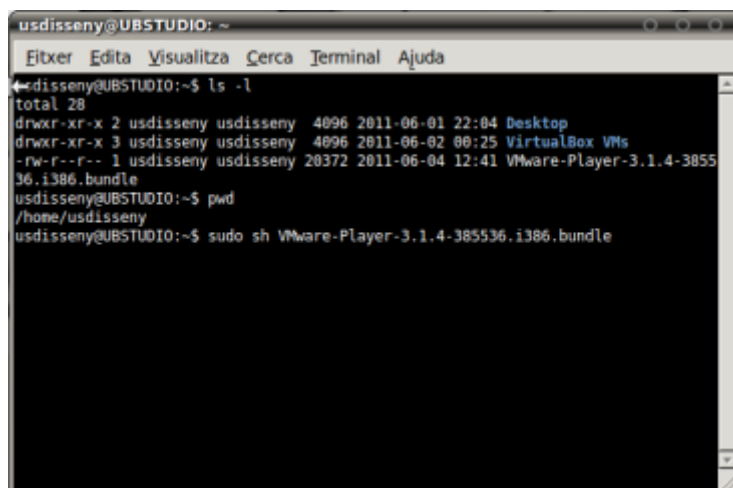 usdisseny@UBSTUDIO: ~
Fitxer Edita Visualitza Cerca Terminal Ajuda
usdisseny@UBSTUDIO:~$ ls -l
total 28
drwxr-xr-x 2 usdisseny usdisseny 4096 2011-06-01 22:04 Desktop
drwxr-xr-x 3 usdisseny usdisseny 4096 2011-06-02 00:25 VirtualBox VMs
-rw-r--r-- 1 usdisseny usdisseny 20372 2011-06-04 12:41 VMware-Player-3.1.4-3855
36.i386.bundle
usdisseny@UBSTUDIO:~$ pwd
/home/usdisseny
usdisseny@UBSTUDIO:~$ sudo sh VMware-Player-3.1.4-385536.i386.bundle